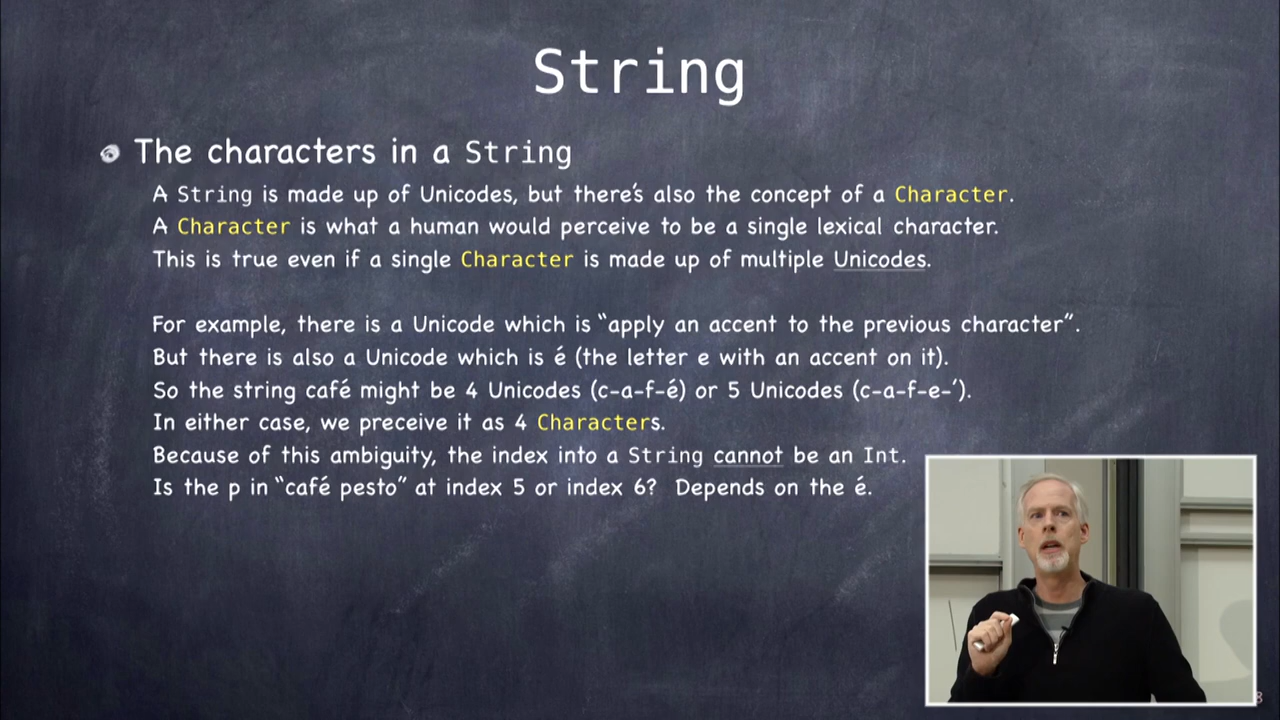 String
The characters in a String
A String is made up of Unicodes, but there's also the concept of a Character.
A Character is what a human would perceive to be a single lexical character.
This is true even if a single Character is made up of multiple Unicodes.
For example, there is a Unicode which is “apply an accent to the previous character”.
But there is also a Unicode which is é (the letter e with an accent on it).
So the string café might be 4 Unicodes (c-a-f-é) or 5 Unicodes (c-a-f-e-').
In either case, we preceive it as 4 Characters.
Because of this ambiguity, the index into a String cannot be an Int.
Is the p in “café pesto” at index 5 or index 6? Depends on the é.
8